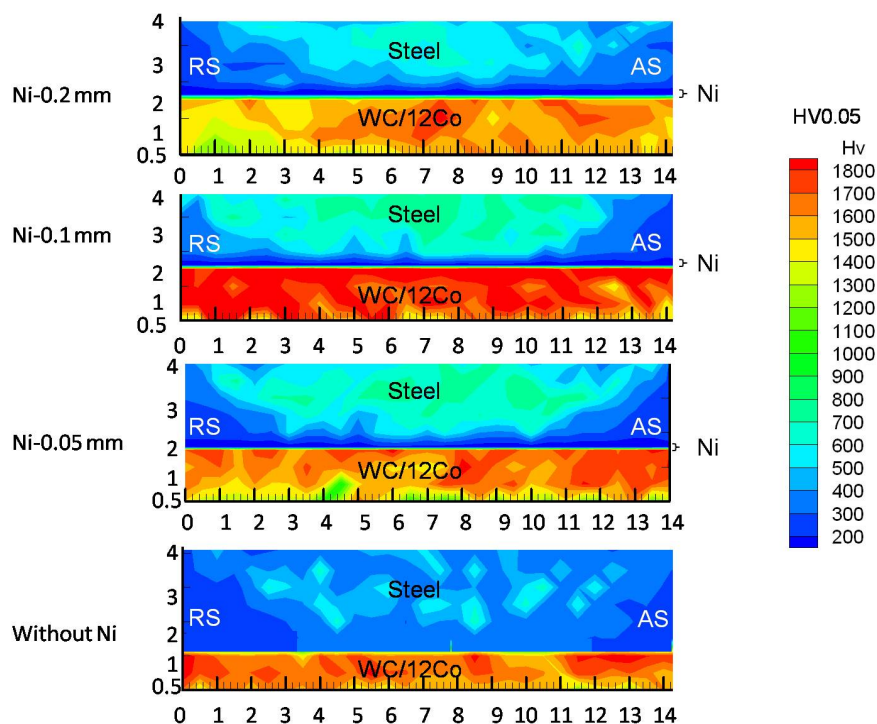 4
3
2
1
0.5
Ni-0.2 mm
Steel
RS
AS
WC/12Co
Ni
0 1 2 3 4 5 6 7 8 9 10 11 12 13 14
4
3
2
1
0.5
Ni-0.1 mm
Steel
RS
AS
WC/12Co
Ni
0 1 2 3 4 5 6 7 8 9 10 11 12 13 14
4
3
2
1
0.5
Ni-0.05 mm
Steel
RS
AS
WC/12Co
Ni
0 1 2 3 4 5 6 7 8 9 10 11 12 13 14
4
3
2
1
0.5
Without Ni
Steel
RS
AS
WC/12Co
0 1 2 3 4 5 6 7 8 9 10 11 12 13 14
HV0.05
Hv
1800
1700
1600
1500
1400
1300
1200
1100
1000
900
800
700
600
500
400
300
200